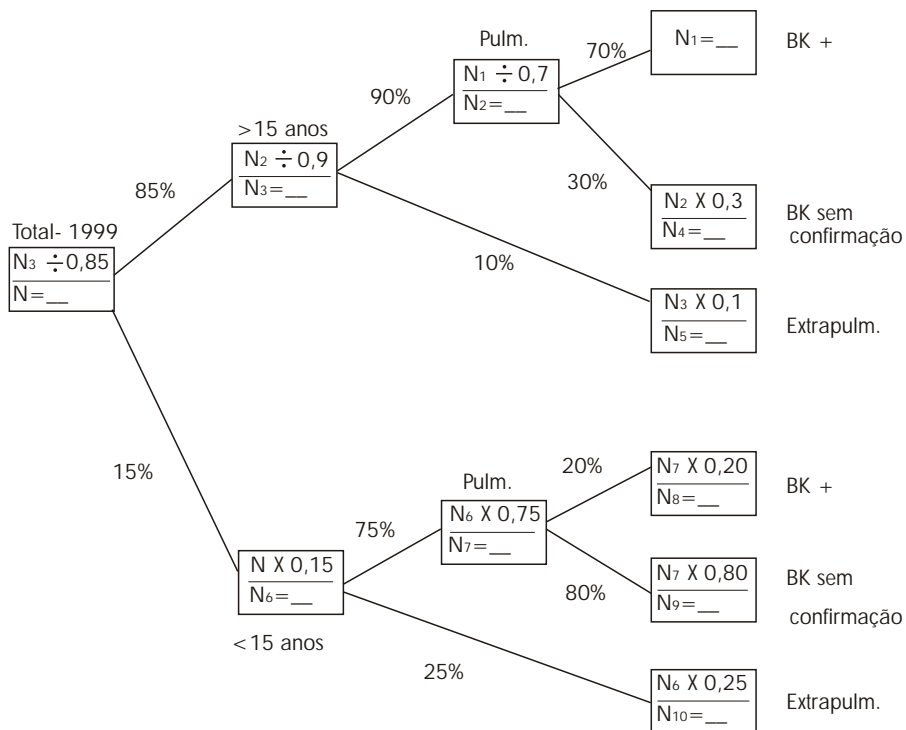 Pulm.
70%
N₁=__
BK +
N₁ ÷ 0,7
N₂=__
90%
>15 anos
N₂ ÷ 0,9
N₃=__
85%
30%
N₂ X 0,3
N₄=__
BK sem
confirmação
Total- 1999
N₃ ÷ 0,85
N=__
10%
N₃ X 0,1
N₅=__
Extrapulm.
15%
Pulm.
20%
N₇ X 0,20
N₈=__
BK +
75%
N₆ X 0,75
N₇=__
N X 0,15
N₆=__
<15 anos
80%
N₇ X 0,80
N₉=__
BK sem
confirmação
25%
N₆ X 0,25
N₁₀=__
Extrapulm.